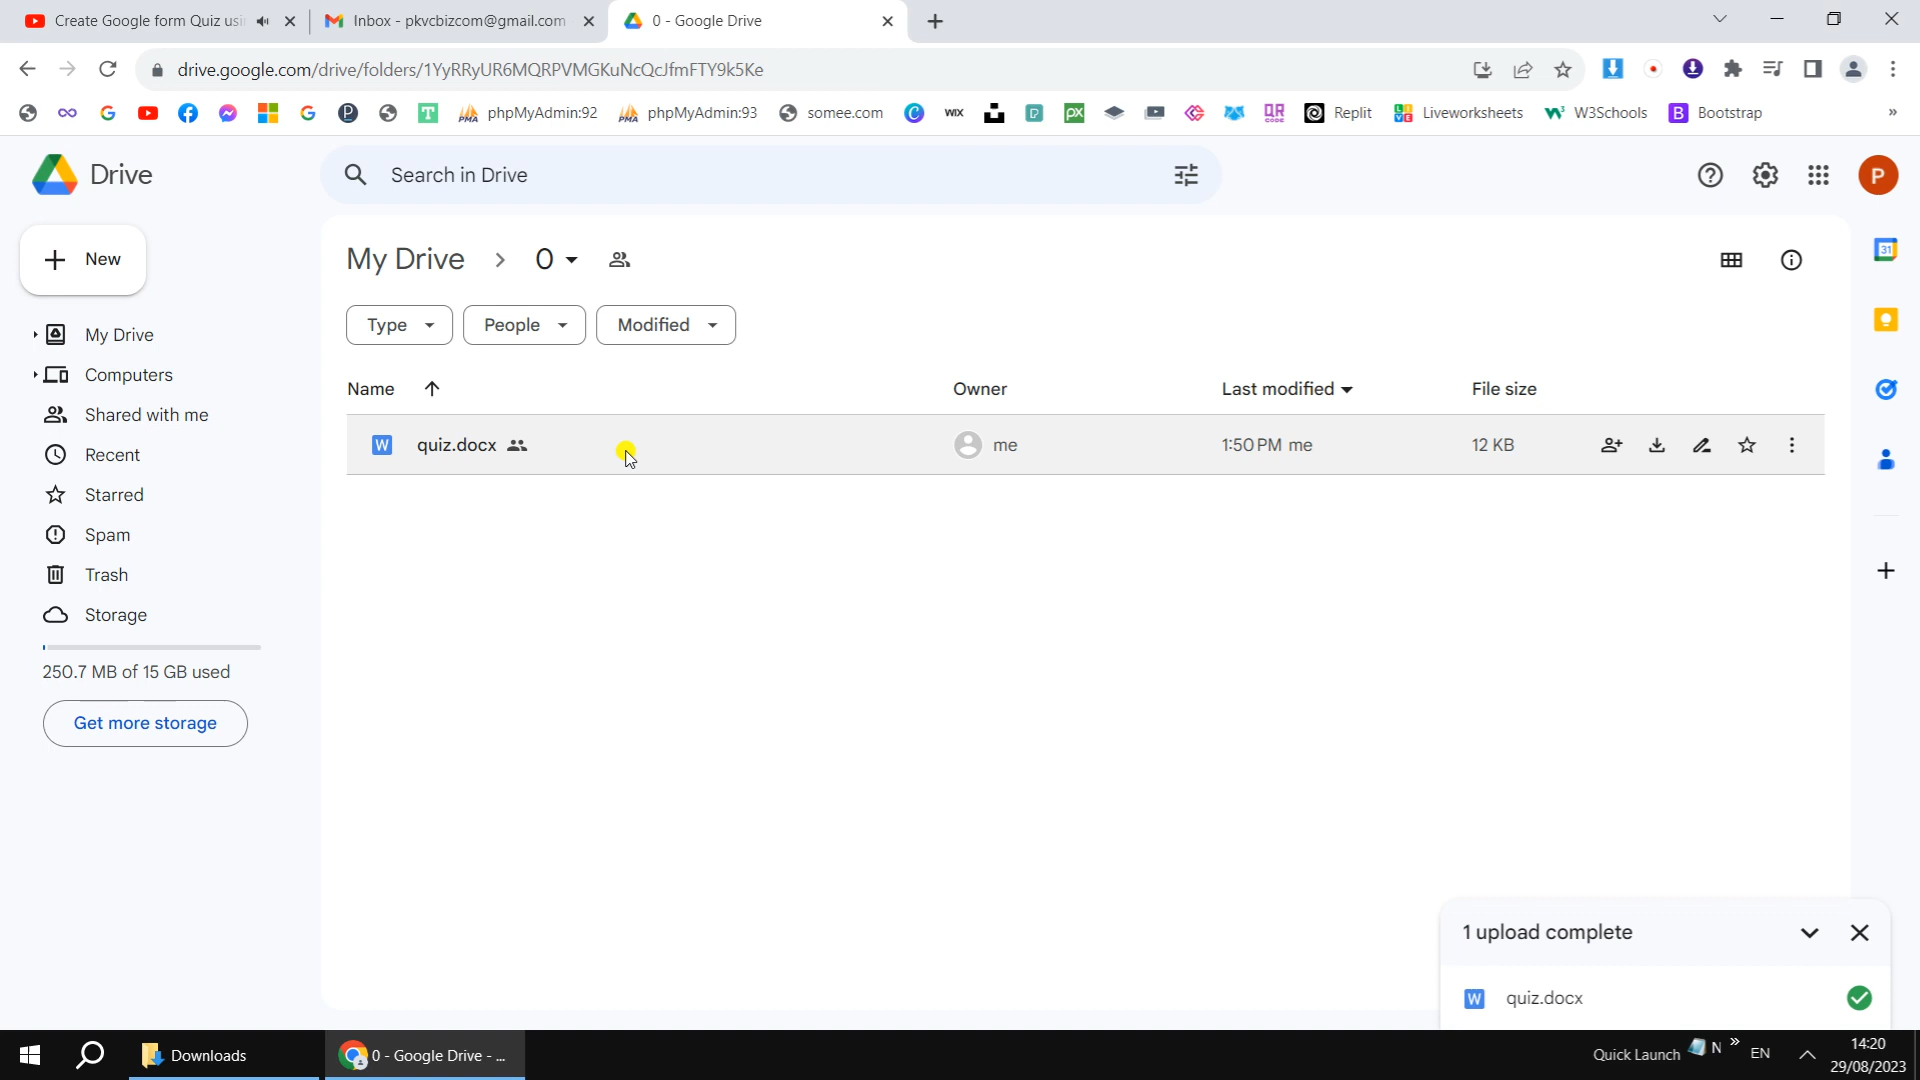 Create Google form Quiz usi
Inbox - pkvcbizcom@gmail.com
0 - Google Drive
drive.google.com/drive/folders/1YyRRyUR6MQRPVMGKuNcQcJfmFTY9k5Ke
phpMyAdmin:92
phpMyAdmin:93
somee.com
WIX
Replit
Liveworksheets
W3Schools
Bootstrap
»
Drive
Search in Drive
P
New
My Drive > 0
Type
People
Modified
My Drive
Computers
Shared with me
Recent
Starred
Spam
Trash
Storage
250.7 MB of 15 GB used
Get more storage
Name
Owner
Last modified
File size
quiz.docx
me
1:50 PM me
12 KB
31
1 upload complete
quiz.docx
Downloads
0 - Google Drive - ...
Quick Launch
N
»
EN
14:20
29/08/2023